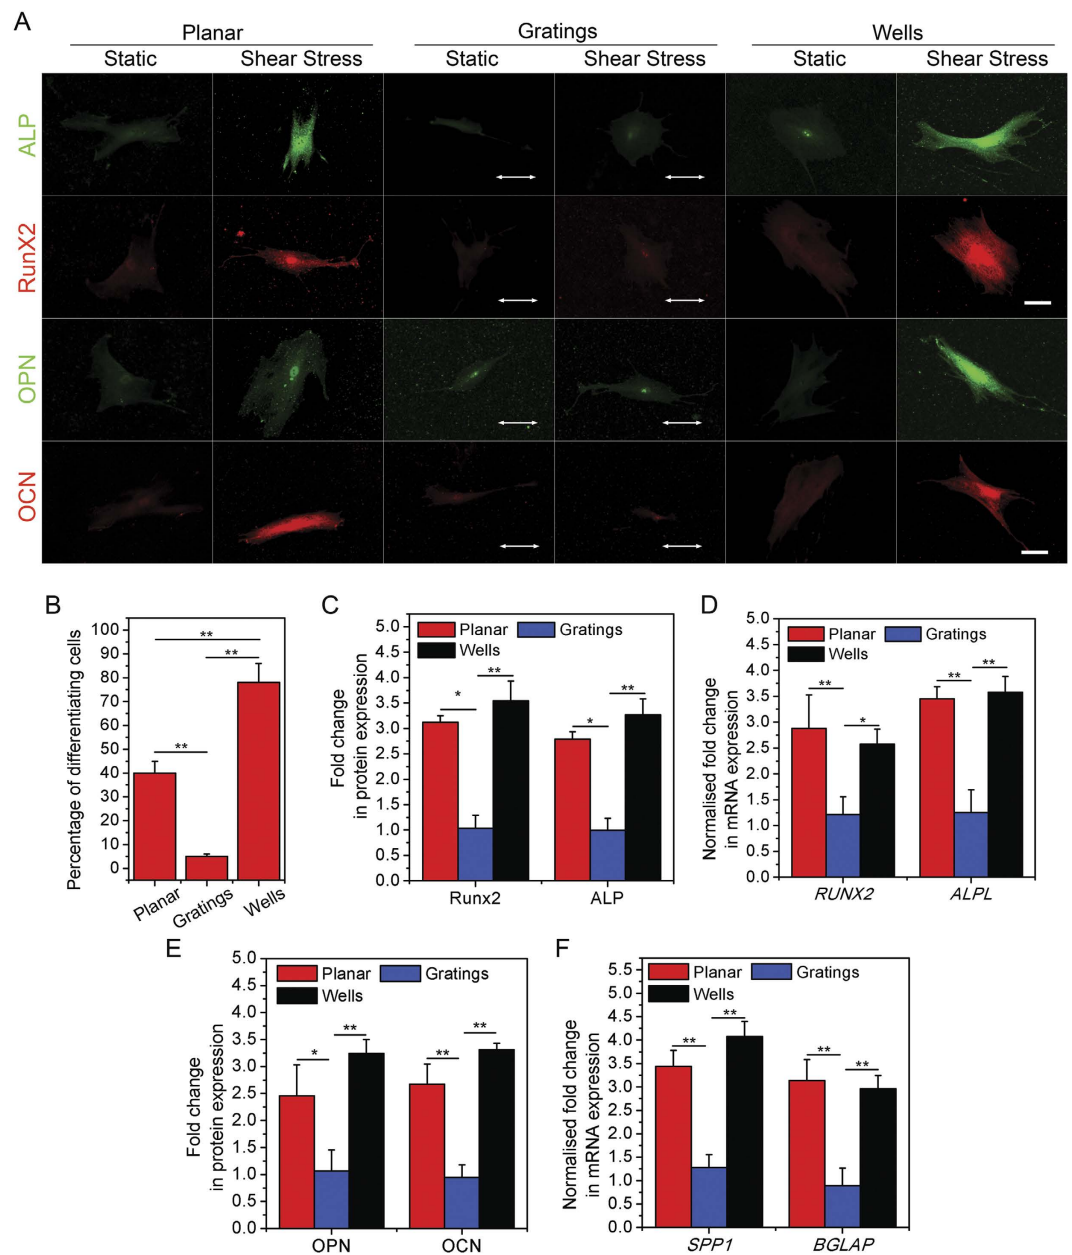 A
Planar Gratings Wells
Static Shear Stress Static Shear Stress Static Shear Stress
ALP
RunX2
OPN
OCN
B
Percentage of differentiating cells
100
90
80
70
60
50
40
30
20
10
0
** 
**
**
Planar Gratings Wells
C
Fold change
in protein expression
5.0
4.5
4.0
3.5
3.0
2.5
2.0
1.5
1.0
0.5
0.0
Planar Gratings
Wells
* ** * **
Runx2 ALP
D
Normalised fold change
in mRNA expression
5.0
4.5
4.0
3.5
3.0
2.5
2.0
1.5
1.0
0.5
0.0
Planar Gratings
Wells
** * ** **
RUNX2 ALPL
E
Fold change
in protein expression
5.0
4.5
4.0
3.5
3.0
2.5
2.0
1.5
1.0
0.5
0.0
Planar Gratings
Wells
* ** ** **
OPN OCN
F
Normalised fold change
in mRNA expression
5.5
5.0
4.5
4.0
3.5
3.0
2.5
2.0
1.5
1.0
0.5
0.0
Planar Gratings
Wells
** ** ** **
SPP1 BGLAP